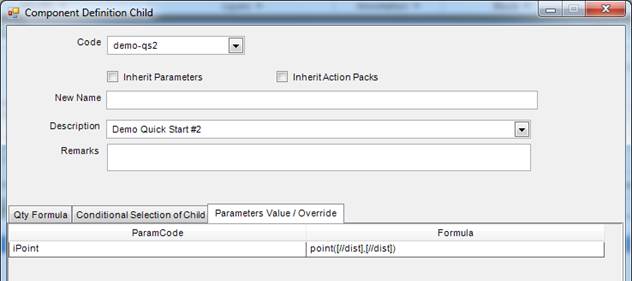 Component Definition Child
Code demo-qs2
Inherit Parameters Inherit Action Packs
New Name
Description Demo Quick Start #2
Remarks
Qty Formula Conditional Selection of Child Parameters Value / Override
ParamCode Formula
iPoint point([//dist],[//dist])